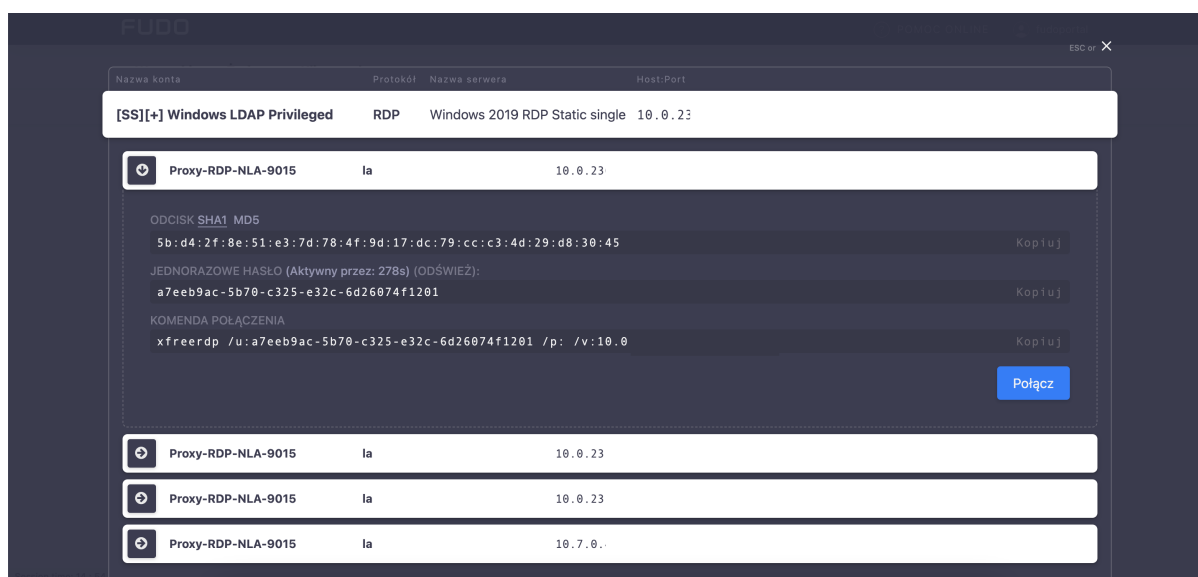 FUDO
ESC or ×
Nazwa konta Protokół Nazwa serwera Host:Port
[SS][+] Windows LDAP Privileged RDP Windows 2019 RDP Static single 10.0.23
Proxy-RDP-NLA-9015 la 10.0.23
ODCISK SHA1 MD5
5b:d4:2f:8e:51:e3:7d:78:4f:9d:17:dc:79:cc:c3:4d:29:d8:30:45 Kopiuj
JEDNORAZOWE HASŁO (Aktywny przez: 278s) (ODŚWIEŻ):
a7eeb9ac-5b70-c325-e32c-6d26074f1201 Kopiuj
KOMENDA POŁĄCZENIA
xfreerdp /u:a7eeb9ac-5b70-c325-e32c-6d26074f1201 /p: /v:10.0 Kopiuj
Połącz
Proxy-RDP-NLA-9015 la 10.0.23
Proxy-RDP-NLA-9015 la 10.0.23
Proxy-RDP-NLA-9015 la 10.7.0.